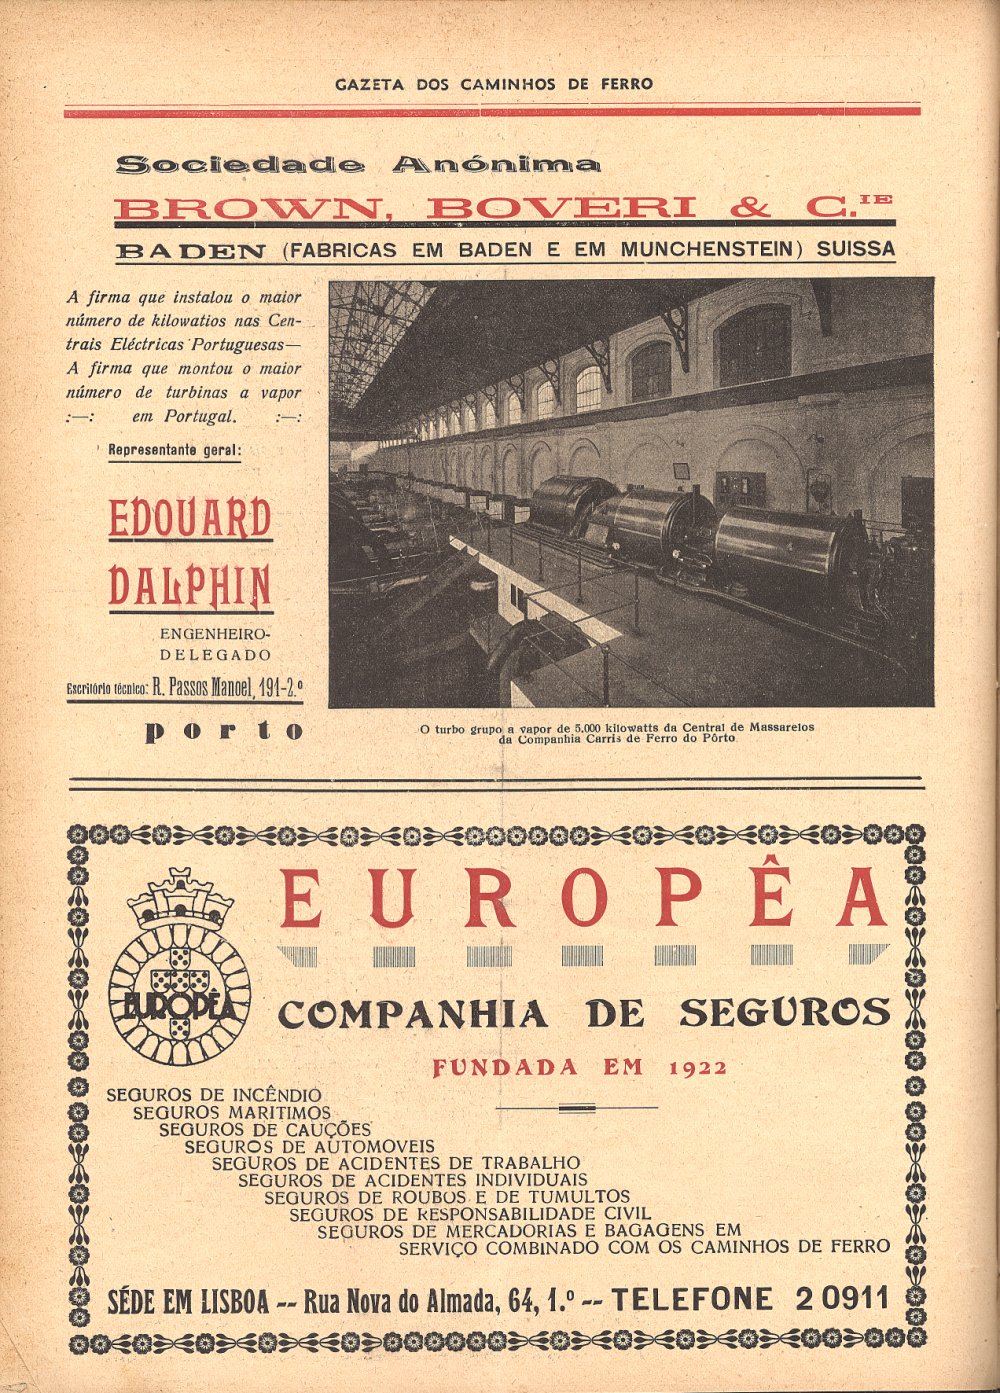 GAZETA DOS CAMINHOS DE FERRO
Sociedade Anónima
BROWN, BOVERI & C.IE
BADEN (FABRICAS EM BADEN E EM MUNCHENSTEIN) SUISSA
A firma que instalou o maior
número de kilowatios nas Cen-
trais Eléctricas Portuguesas—
A firma que montou o maior
número de turbinas a vapor
:—: em Portugal. :—:
Representante geral:
EDOUARD
DALPHIN
ENGENHEIRO-
DELEGADO
Escritório técnico: R. Passos Manoel, 191-2.º
porto
O turbo grupo a vapor de 5.000 kilowatts da Central de Massarelos
da Companhia Carris de Ferro do Pôrto
EUROPÊA
EUROPÊA
COMPANHIA DE SEGUROS
FUNDADA EM 1922
SEGUROS DE INCÊNDIO
SEGUROS MARITIMOS
SEGUROS DE CAUÇÕES
SEGUROS DE AUTOMOVEIS
SEGUROS DE ACIDENTES DE TRABALHO
SEGUROS DE ACIDENTES INDIVIDUAIS
SEGUROS DE ROUBOS E DE TUMULTOS
SEGUROS DE RESPONSABILIDADE CIVIL
SEGUROS DE MERCADORIAS E BAGAGENS EM
SERVIÇO COMBINADO COM OS CAMINHOS DE FERRO
SÉDE EM LISBOA -- Rua Nova do Almada, 64, 1.º -- TELEFONE 2 0911